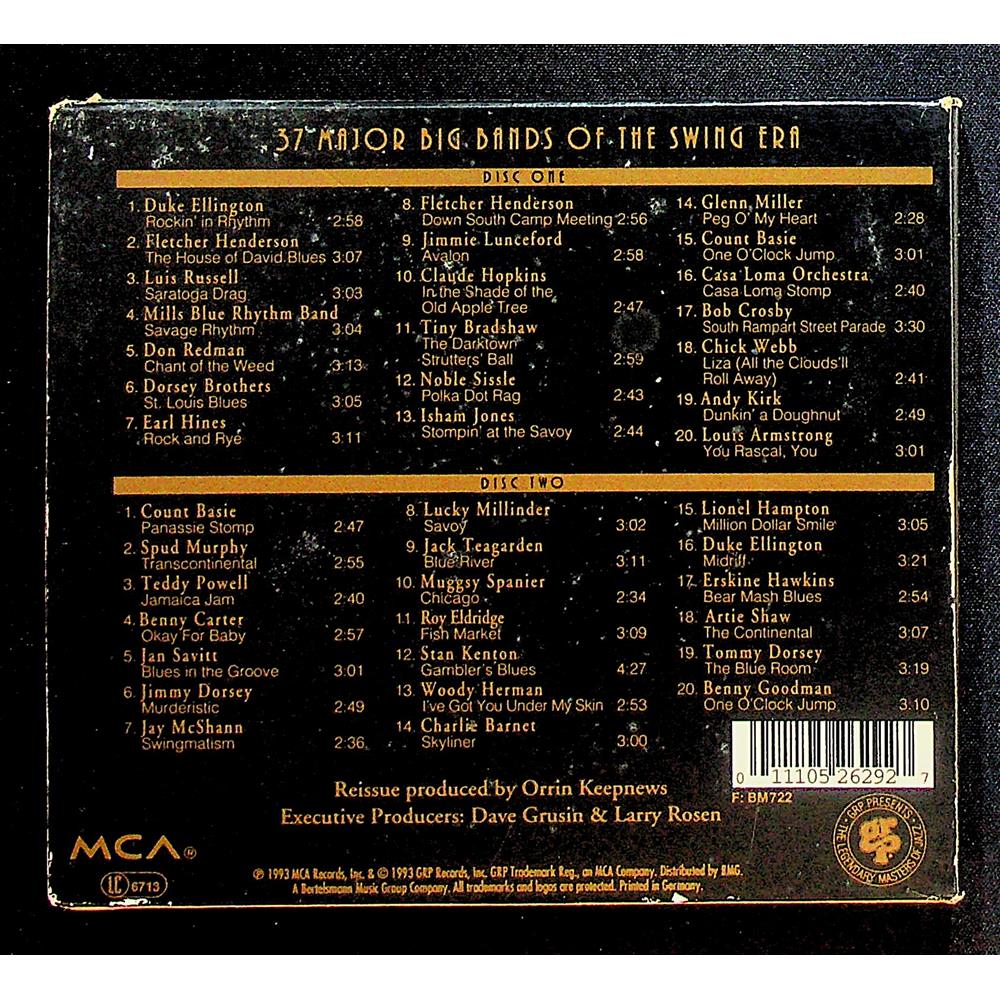 37 MAJOR BIG BANDS OF THE SWING ERA
DISC ONE
1. Duke Ellington
Rockin' in Rhythm 2:58
2. Fletcher Henderson
The House of David Blues 3:07
3. Luis Russell
Saratoga Drag 3:03
4. Mills Blue Rhythm Band
Savage Rhythm 3:04
5. Don Redman
Chant of the Weed 3:13
6. Dorsey Brothers
St. Louis Blues 3:05
7. Earl Hines
Rock and Rye 3:11
8. Fletcher Henderson
Down South Camp Meeting 2:56
9. Jimmie Lunceford
Avalon 2:58
10. Claude Hopkins
In the Shade of the
Old Apple Tree 2:47
11. Tiny Bradshaw
The Darktown
Strutters' Ball 2:59
12. Noble Sissle
Polka Dot Rag 2:43
13. Isham Jones
Stompin' at the Savoy 2:44
14. Glenn Miller
Peg O' My Heart 2:28
15. Count Basie
One O'Clock Jump 3:01
16. Casa Loma Orchestra
Casa Loma Stomp 2:40
17. Bob Crosby
South Rampart Street Parade 3:30
18. Chick Webb
Liza (All the Clouds'll
Roll Away) 2:41
19. Andy Kirk
Dunkin' a Doughnut 2:49
20. Louis Armstrong
You Rascal, You 3:01
DISC TWO
1. Count Basie
Panassie Stomp 2:47
2. Spud Murphy
Transcontinental 2:55
3. Teddy Powell
Jamaica Jam 2:40
4. Benny Carter
Okay For Baby 2:57
5. Jan Savitt
Blues in the Groove 3:01
6. Jimmy Dorsey
Murderistic 2:49
7. Jay McShann
Swingmatism 2:36
8. Lucky Millinder
Savoy 3:02
9. Jack Teagarden
Blue River 3:11
10. Muggsy Spanier
Chicago 2:34
11. Roy Eldridge
Fish Market 3:09
12. Stan Kenton
Gambler's Blues 4:27
13. Woody Herman
I've Got You Under My Skin 2:53
14. Charlie Barnet
Skyliner 3:00
15. Lionel Hampton
Million Dollar Smile 3:05
16. Duke Ellington
Midriff 3:21
17. Erskine Hawkins
Bear Mash Blues 2:54
18. Artie Shaw
The Continental 3:07
19. Tommy Dorsey
The Blue Room 3:19
20. Benny Goodman
One O'Clock Jump 3:10
0 11105 26292 7
F: BM722
Reissue produced by Orrin Keepnews
Executive Producers: Dave Grusin & Larry Rosen
MCA®
LC 6713
℗ 1993 MCA Records, Inc. & © 1993 GRP Records, Inc. GRP Trademark Reg., an MCA Company. Distributed by BMG.
A Bertelsmann Music Group Company. All trademarks and logos are protected. Printed in Germany.
GRP PRESENTS
THE LEGENDARY MASTERS OF JAZZ
GRP